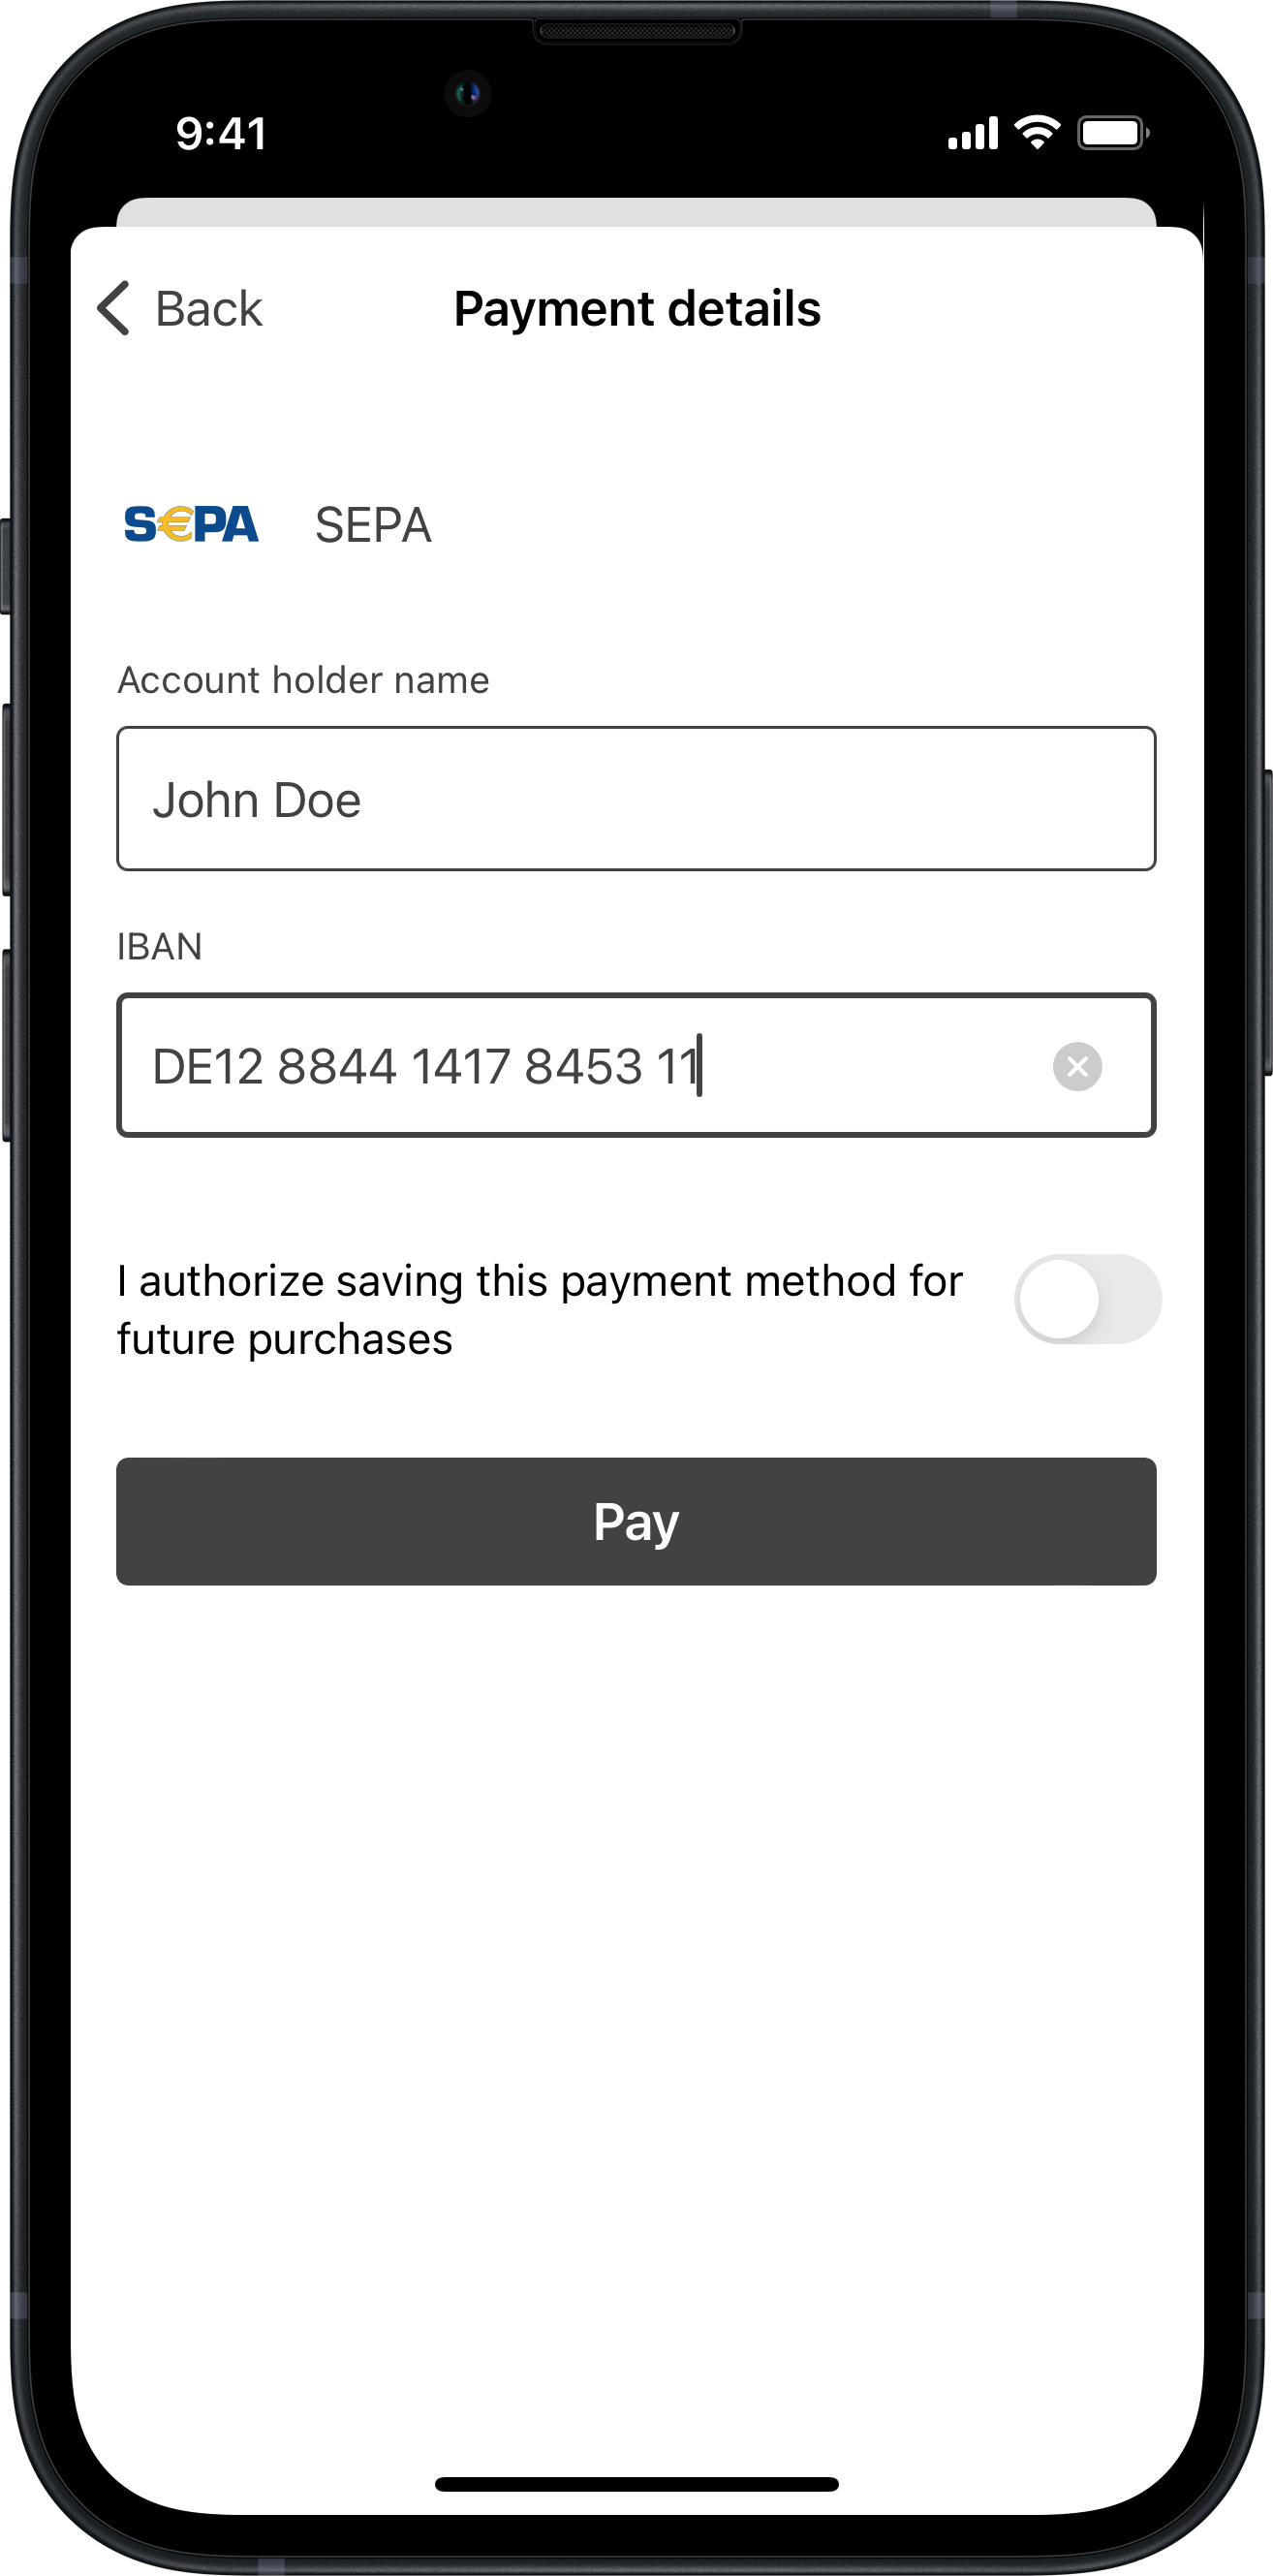 9:41
Back Payment details
S€PA SEPA
Account holder name
John Doe
IBAN
DE12 8844 1417 8453 11
I authorize saving this payment method for
future purchases
Pay